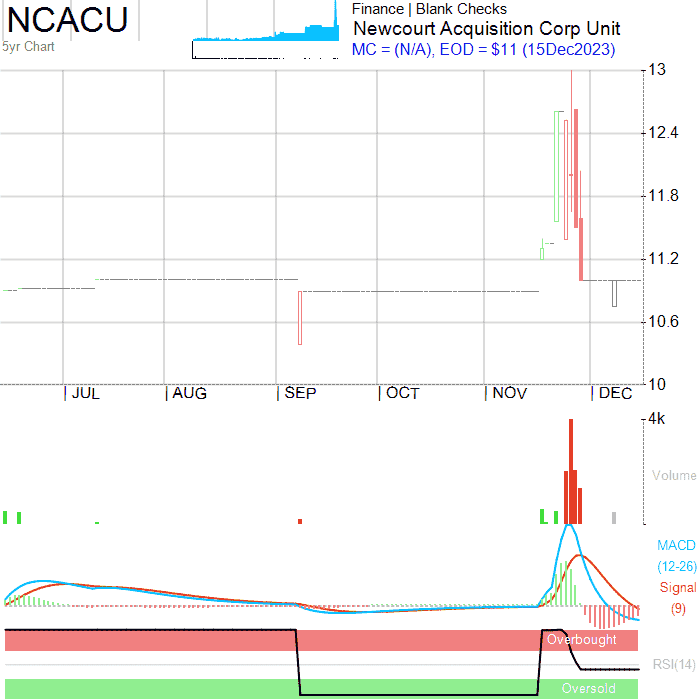 NCACU
5yr Chart
Finance | Blank Checks
Newcourt Acquisition Corp Unit
MC = (N/A), EOD = $11 (15Dec2023)
13
12.4
11.8
11.2
10.6
10
| JUL | AUG | SEP | OCT | NOV | DEC
4k
Volume
MACD
(12-26)
Signal
(9)
Overbought
RSI(14)
Oversold